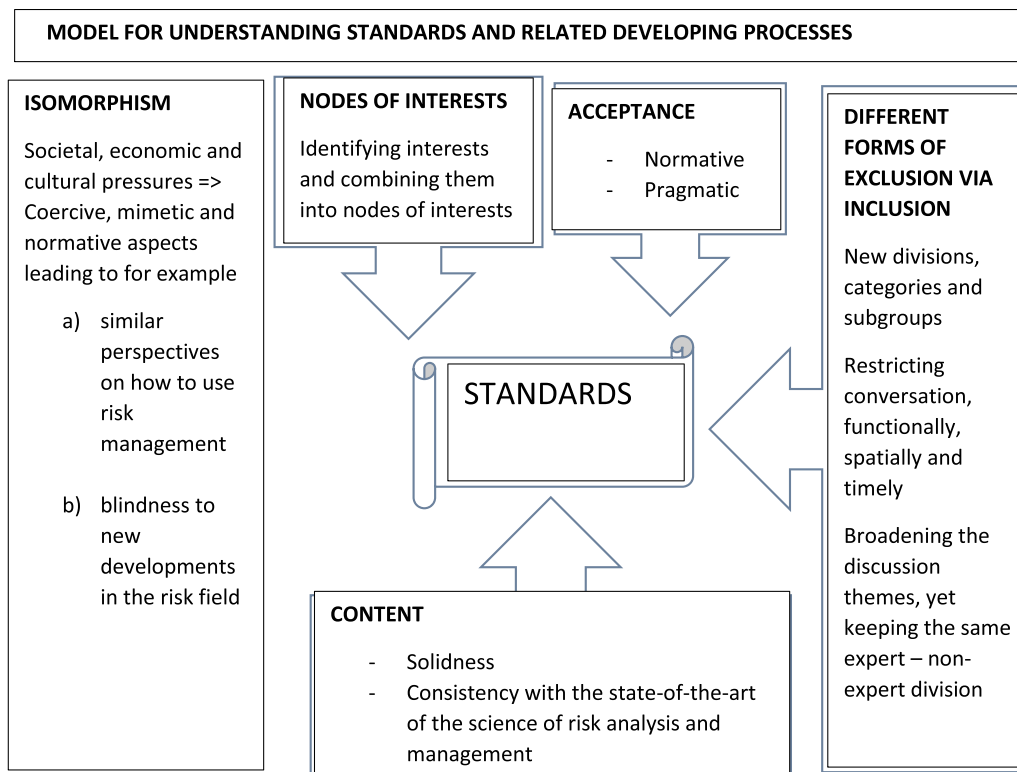 MODEL FOR UNDERSTANDING STANDARDS AND RELATED DEVELOPING PROCESSES
ISOMORPHISM
Societal, economic and
cultural pressures =>
Coercive, mimetic and
normative aspects
leading to for example
a) similar
perspectives
on how to use
risk
management
b) blindness to
new
developments
in the risk field
NODES OF INTERESTS
Identifying interests
and combining them
into nodes of interests
ACCEPTANCE
- Normative
- Pragmatic
STANDARDS
CONTENT
- Solidness
- Consistency with the state-of-the-art
of the science of risk analysis and
management
DIFFERENT
FORMS OF
EXCLUSION VIA
INCLUSION
New divisions,
categories and
subgroups
Restricting
conversation,
functionally,
spatially and
timely
Broadening the
discussion
themes, yet
keeping the same
expert – non-
expert division